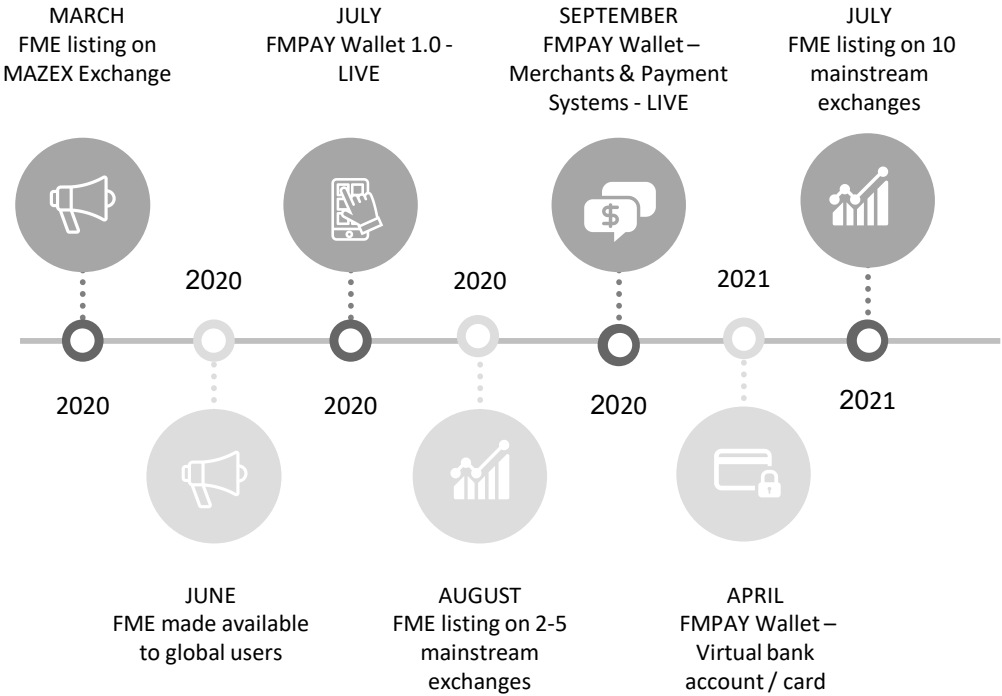 MARCH
FME listing on
MAZEX Exchange
JULY
FMPAY Wallet 1.0 -
LIVE
SEPTEMBER
FMPAY Wallet –
Merchants & Payment
Systems - LIVE
JULY
FME listing on 10
mainstream
exchanges
$
2020
2020
2021
2020
2020
2020
2021
JUNE
FME made available
to global users
AUGUST
FME listing on 2-5
mainstream
exchanges
APRIL
FMPAY Wallet –
Virtual bank
account / card